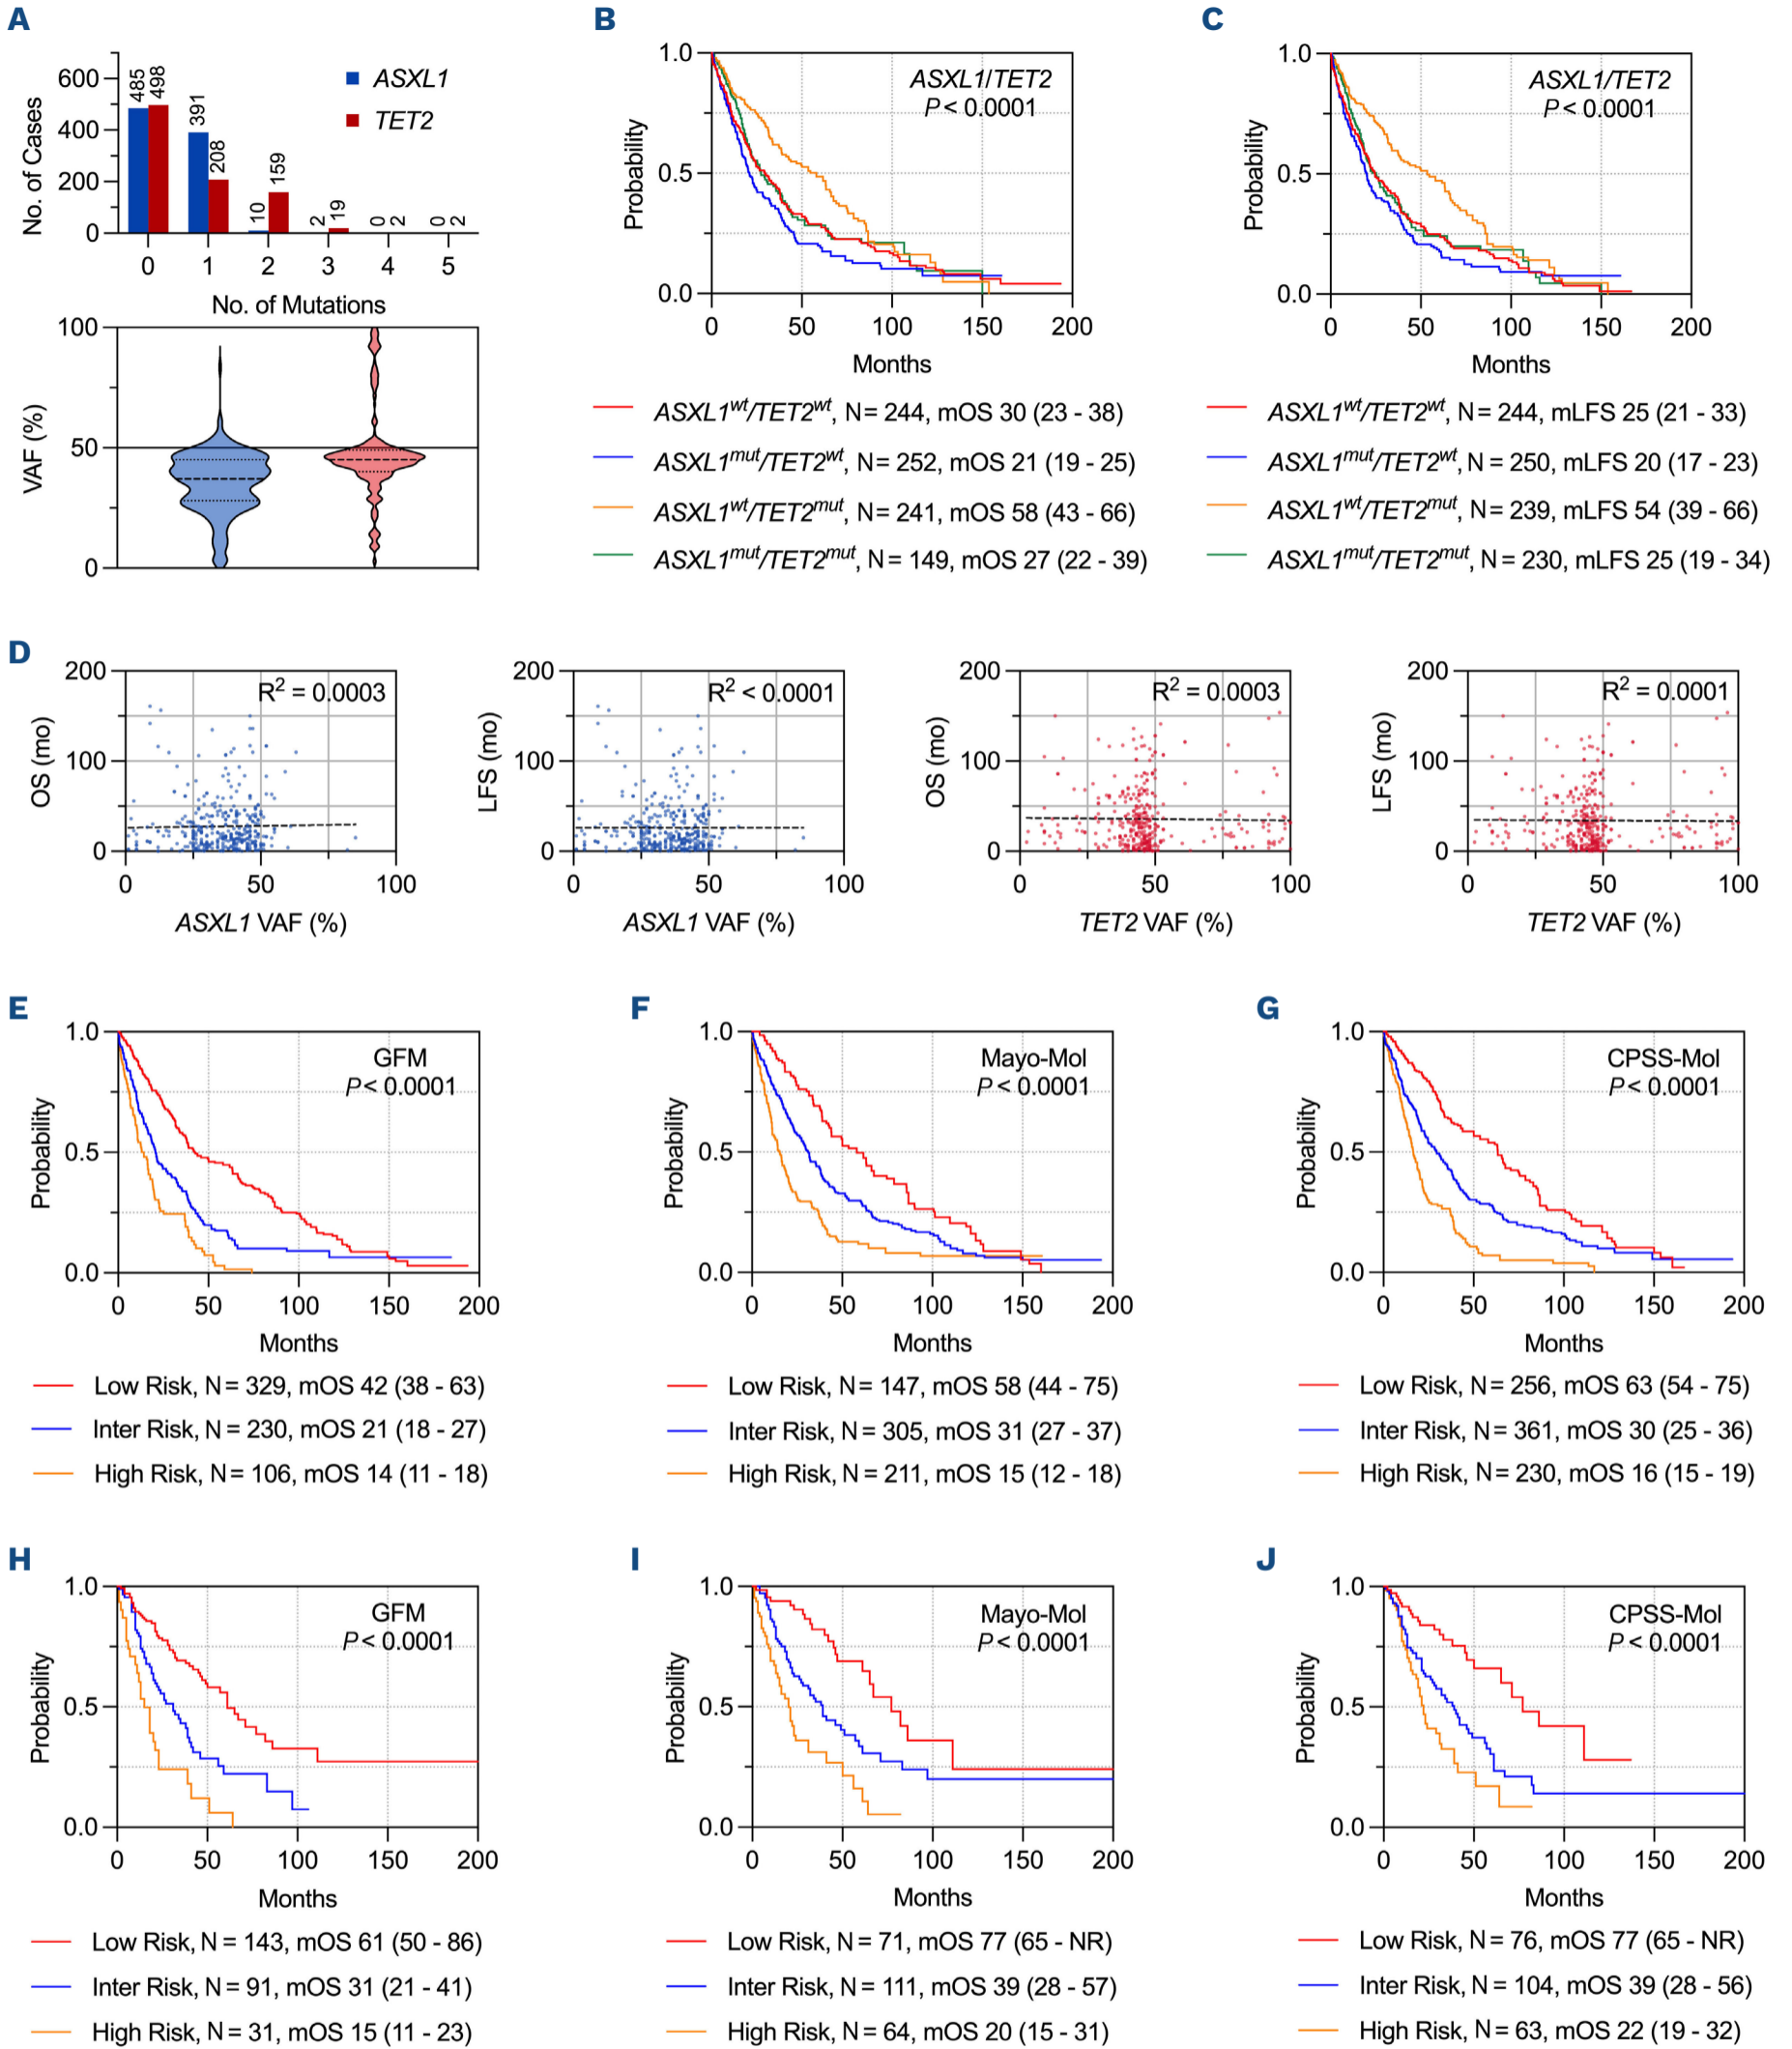 A
No. of Cases
600
400
200
0
485
498
391
208
10
159
2
19
0
2
0
2
ASXL1
TET2
0 1 2 3 4 5
No. of Mutations
VAF (%)
100
50
0
B
Probability
1.0
0.5
0.0
ASXL1/TET2
P < 0.0001
0 50 100 150 200
Months
ASXL1wt/TET2wt, N = 244, mOS 30 (23 - 38)
ASXL1mut/TET2wt, N = 252, mOS 21 (19 - 25)
ASXL1wt/TET2mut, N = 241, mOS 58 (43 - 66)
ASXL1mut/TET2mut, N = 149, mOS 27 (22 - 39)
C
Probability
1.0
0.5
0.0
ASXL1/TET2
P < 0.0001
0 50 100 150 200
Months
ASXL1wt/TET2wt, N = 244, mLFS 25 (21 - 33)
ASXL1mut/TET2wt, N = 250, mLFS 20 (17 - 23)
ASXL1wt/TET2mut, N = 239, mLFS 54 (39 - 66)
ASXL1mut/TET2mut, N = 230, mLFS 25 (19 - 34)
D
OS (mo)
200
100
0
R2 = 0.0003
0 50 100
ASXL1 VAF (%)
LFS (mo)
200
100
0
R2 < 0.0001
0 50 100
ASXL1 VAF (%)
OS (mo)
200
100
0
R2 = 0.0003
0 50 100
TET2 VAF (%)
LFS (mo)
200
100
0
R2 = 0.0001
0 50 100
TET2 VAF (%)
E
Probability
1.0
0.5
0.0
GFM
P < 0.0001
0 50 100 150 200
Months
Low Risk, N = 329, mOS 42 (38 - 63)
Inter Risk, N = 230, mOS 21 (18 - 27)
High Risk, N = 106, mOS 14 (11 - 18)
F
Probability
1.0
0.5
0.0
Mayo-Mol
P < 0.0001
0 50 100 150 200
Months
Low Risk, N = 147, mOS 58 (44 - 75)
Inter Risk, N = 305, mOS 31 (27 - 37)
High Risk, N = 211, mOS 15 (12 - 18)
G
Probability
1.0
0.5
0.0
CPSS-Mol
P < 0.0001
0 50 100 150 200
Months
Low Risk, N = 256, mOS 63 (54 - 75)
Inter Risk, N = 361, mOS 30 (25 - 36)
High Risk, N = 230, mOS 16 (15 - 19)
H
Probability
1.0
0.5
0.0
GFM
P < 0.0001
0 50 100 150 200
Months
Low Risk, N = 143, mOS 61 (50 - 86)
Inter Risk, N = 91, mOS 31 (21 - 41)
High Risk, N = 31, mOS 15 (11 - 23)
I
Probability
1.0
0.5
0.0
Mayo-Mol
P < 0.0001
0 50 100 150 200
Months
Low Risk, N = 71, mOS 77 (65 - NR)
Inter Risk, N = 111, mOS 39 (28 - 57)
High Risk, N = 64, mOS 20 (15 - 31)
J
Probability
1.0
0.5
0.0
CPSS-Mol
P < 0.0001
0 50 100 150 200
Months
Low Risk, N = 76, mOS 77 (65 - NR)
Inter Risk, N = 104, mOS 39 (28 - 56)
High Risk, N = 63, mOS 22 (19 - 32)